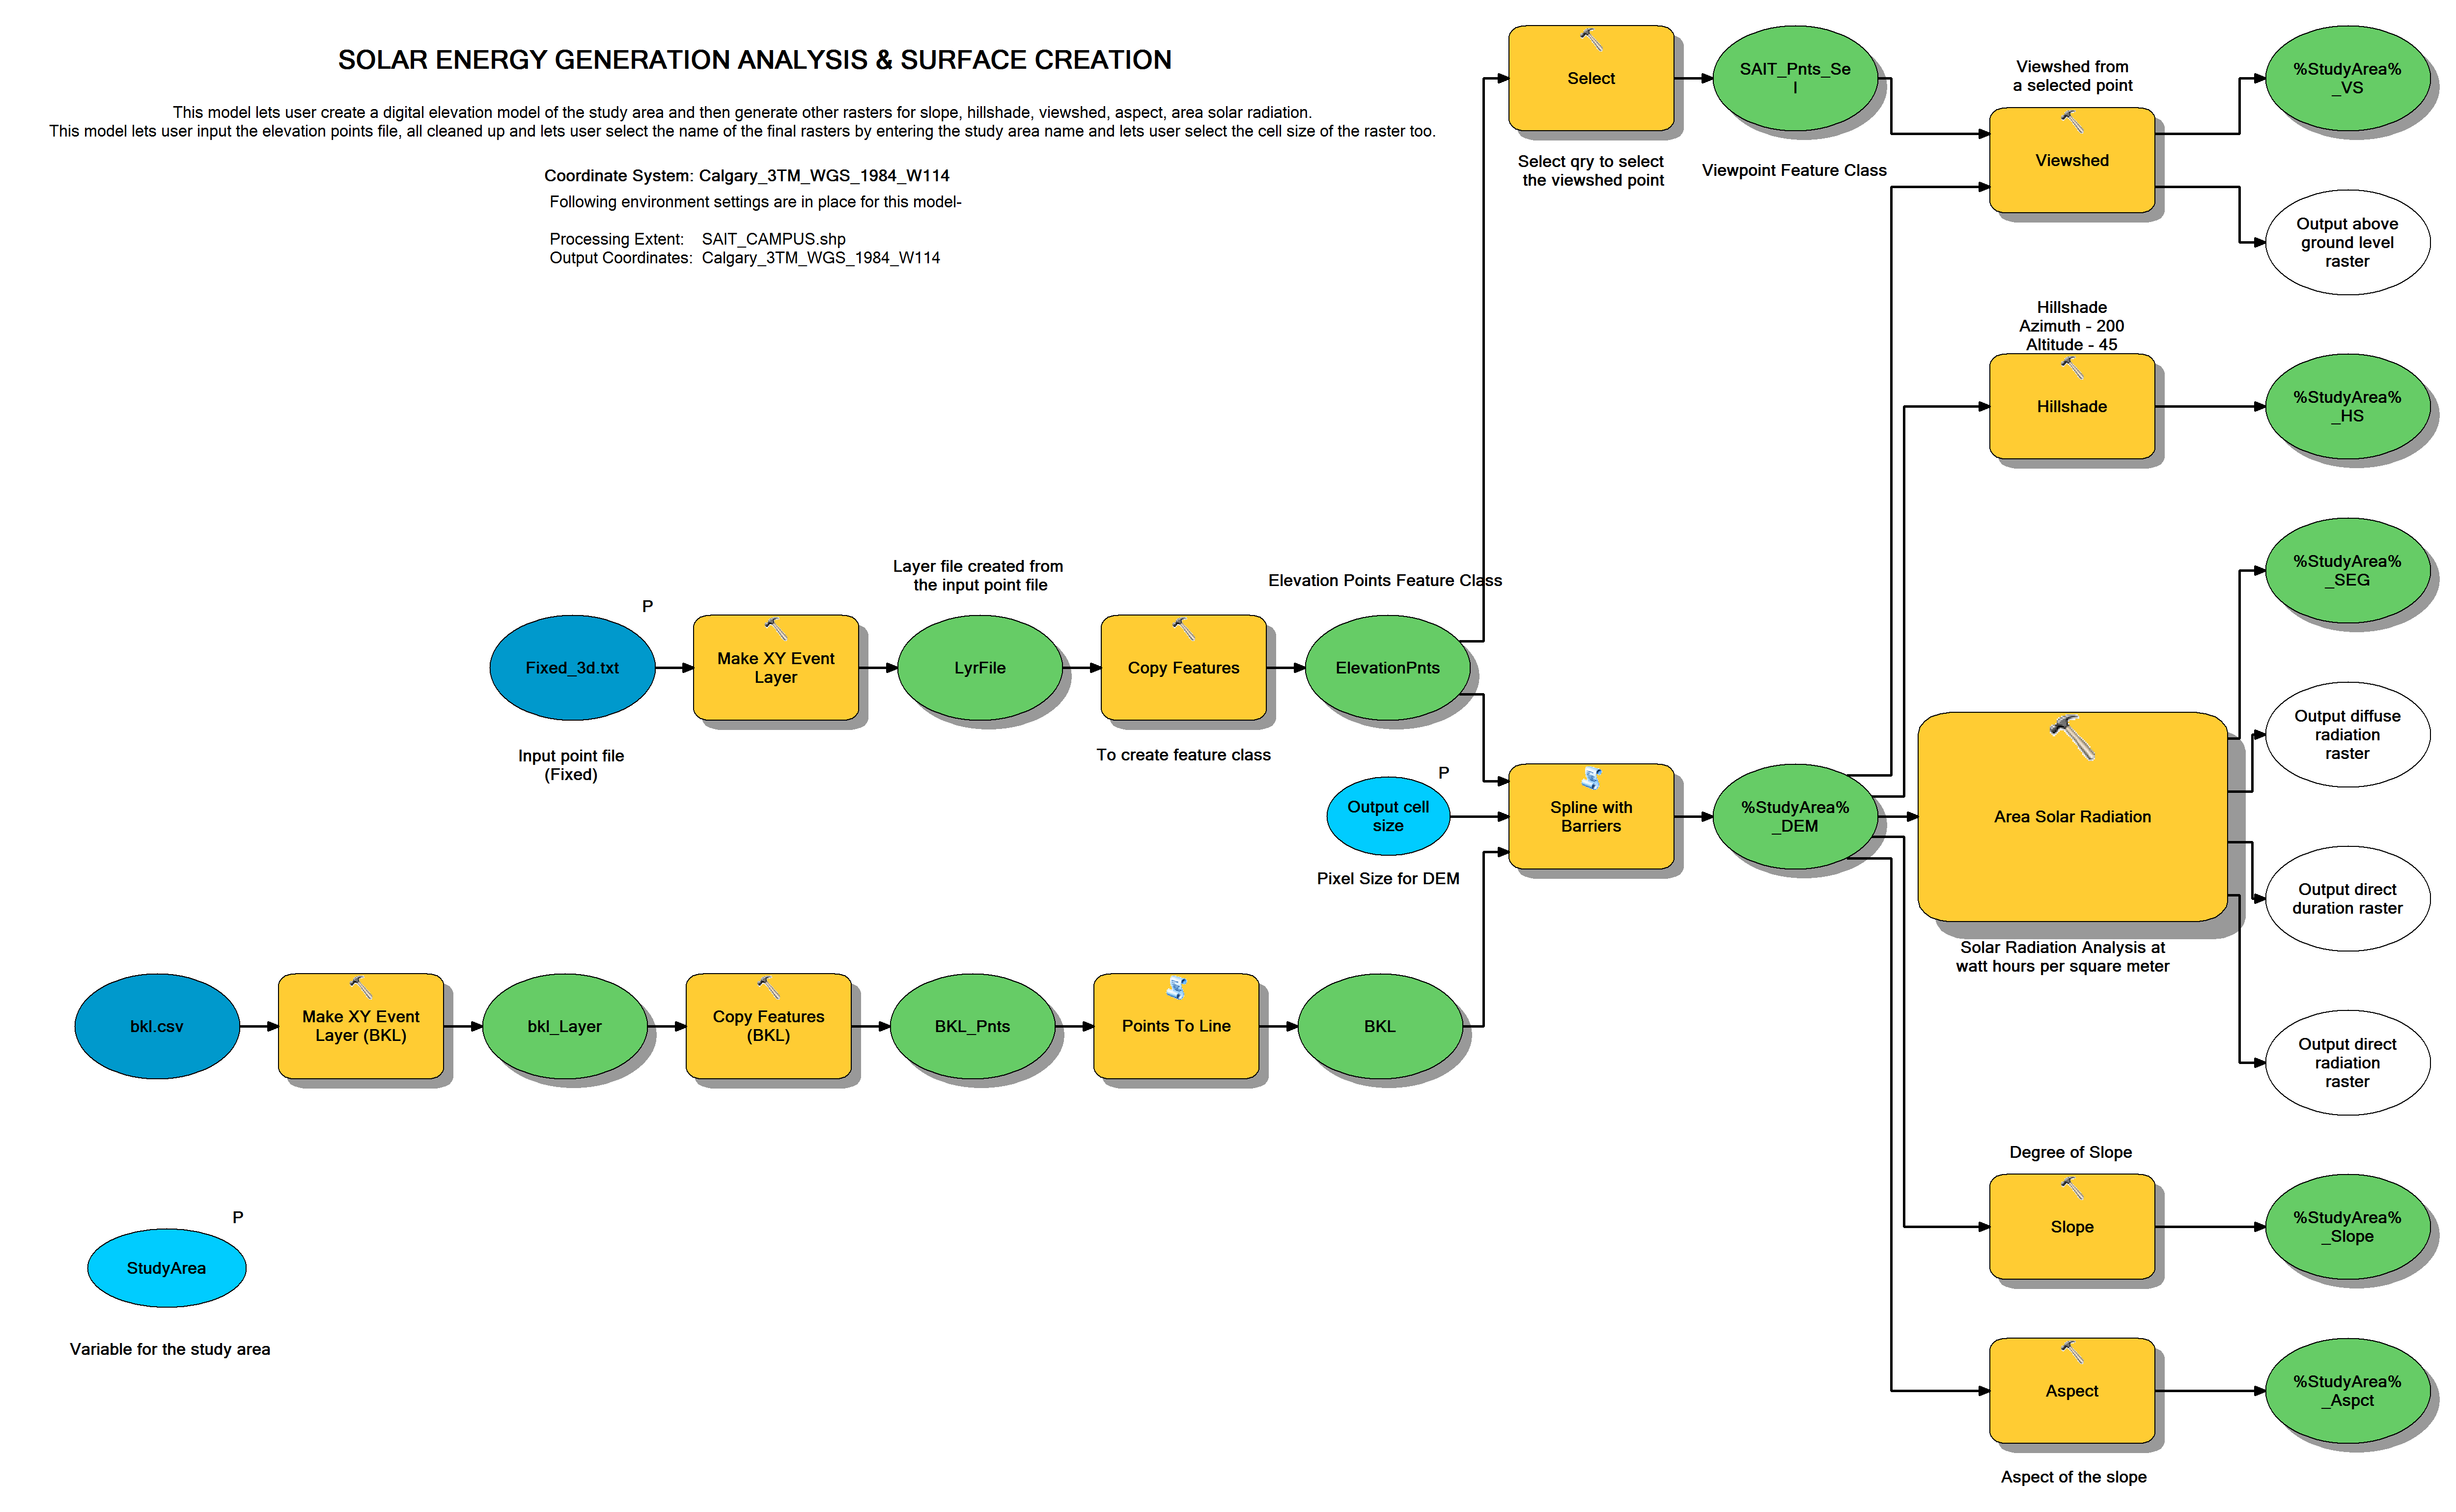 SOLAR ENERGY GENERATION ANALYSIS & SURFACE CREATION
This model lets user create a digital elevation model of the study area and then generate other rasters for slope, hillshade, viewshed, aspect, area solar radiation.
This model lets user input the elevation points file, all cleaned up and lets user select the name of the final rasters by entering the study area name and lets user select the cell size of the raster too.
Coordinate System: Calgary_3TM_WGS_1984_W114
Following environment settings are in place for this model-
Processing Extent: SAIT_CAMPUS.shp
Output Coordinates: Calgary_3TM_WGS_1984_W114
Select
Select qry to select
the viewshed point
SAIT_Pnts_Se
l
Viewpoint Feature Class
Viewshed from
a selected point
Viewshed
%StudyArea%
_VS
Output above
ground level
raster
Hillshade
Azimuth - 200
Altitude - 45
Hillshade
%StudyArea%
_HS
P
Fixed_3d.txt
Input point file
(Fixed)
Make XY Event
Layer
Layer file created from
the input point file
LyrFile
Copy Features
To create feature class
Elevation Points Feature Class
ElevationPnts
P
Output cell
size
Pixel Size for DEM
Spline with
Barriers
%StudyArea%
_DEM
Area Solar Radiation
Solar Radiation Analysis at
watt hours per square meter
%StudyArea%
_SEG
Output diffuse
radiation
raster
Output direct
duration raster
Output direct
radiation
raster
bkl.csv
Make XY Event
Layer (BKL)
bkl_Layer
Copy Features
(BKL)
BKL_Pnts
Points To Line
BKL
Degree of Slope
Slope
%StudyArea%
_Slope
P
StudyArea
Variable for the study area
Aspect
Aspect of the slope
%StudyArea%
_Aspct